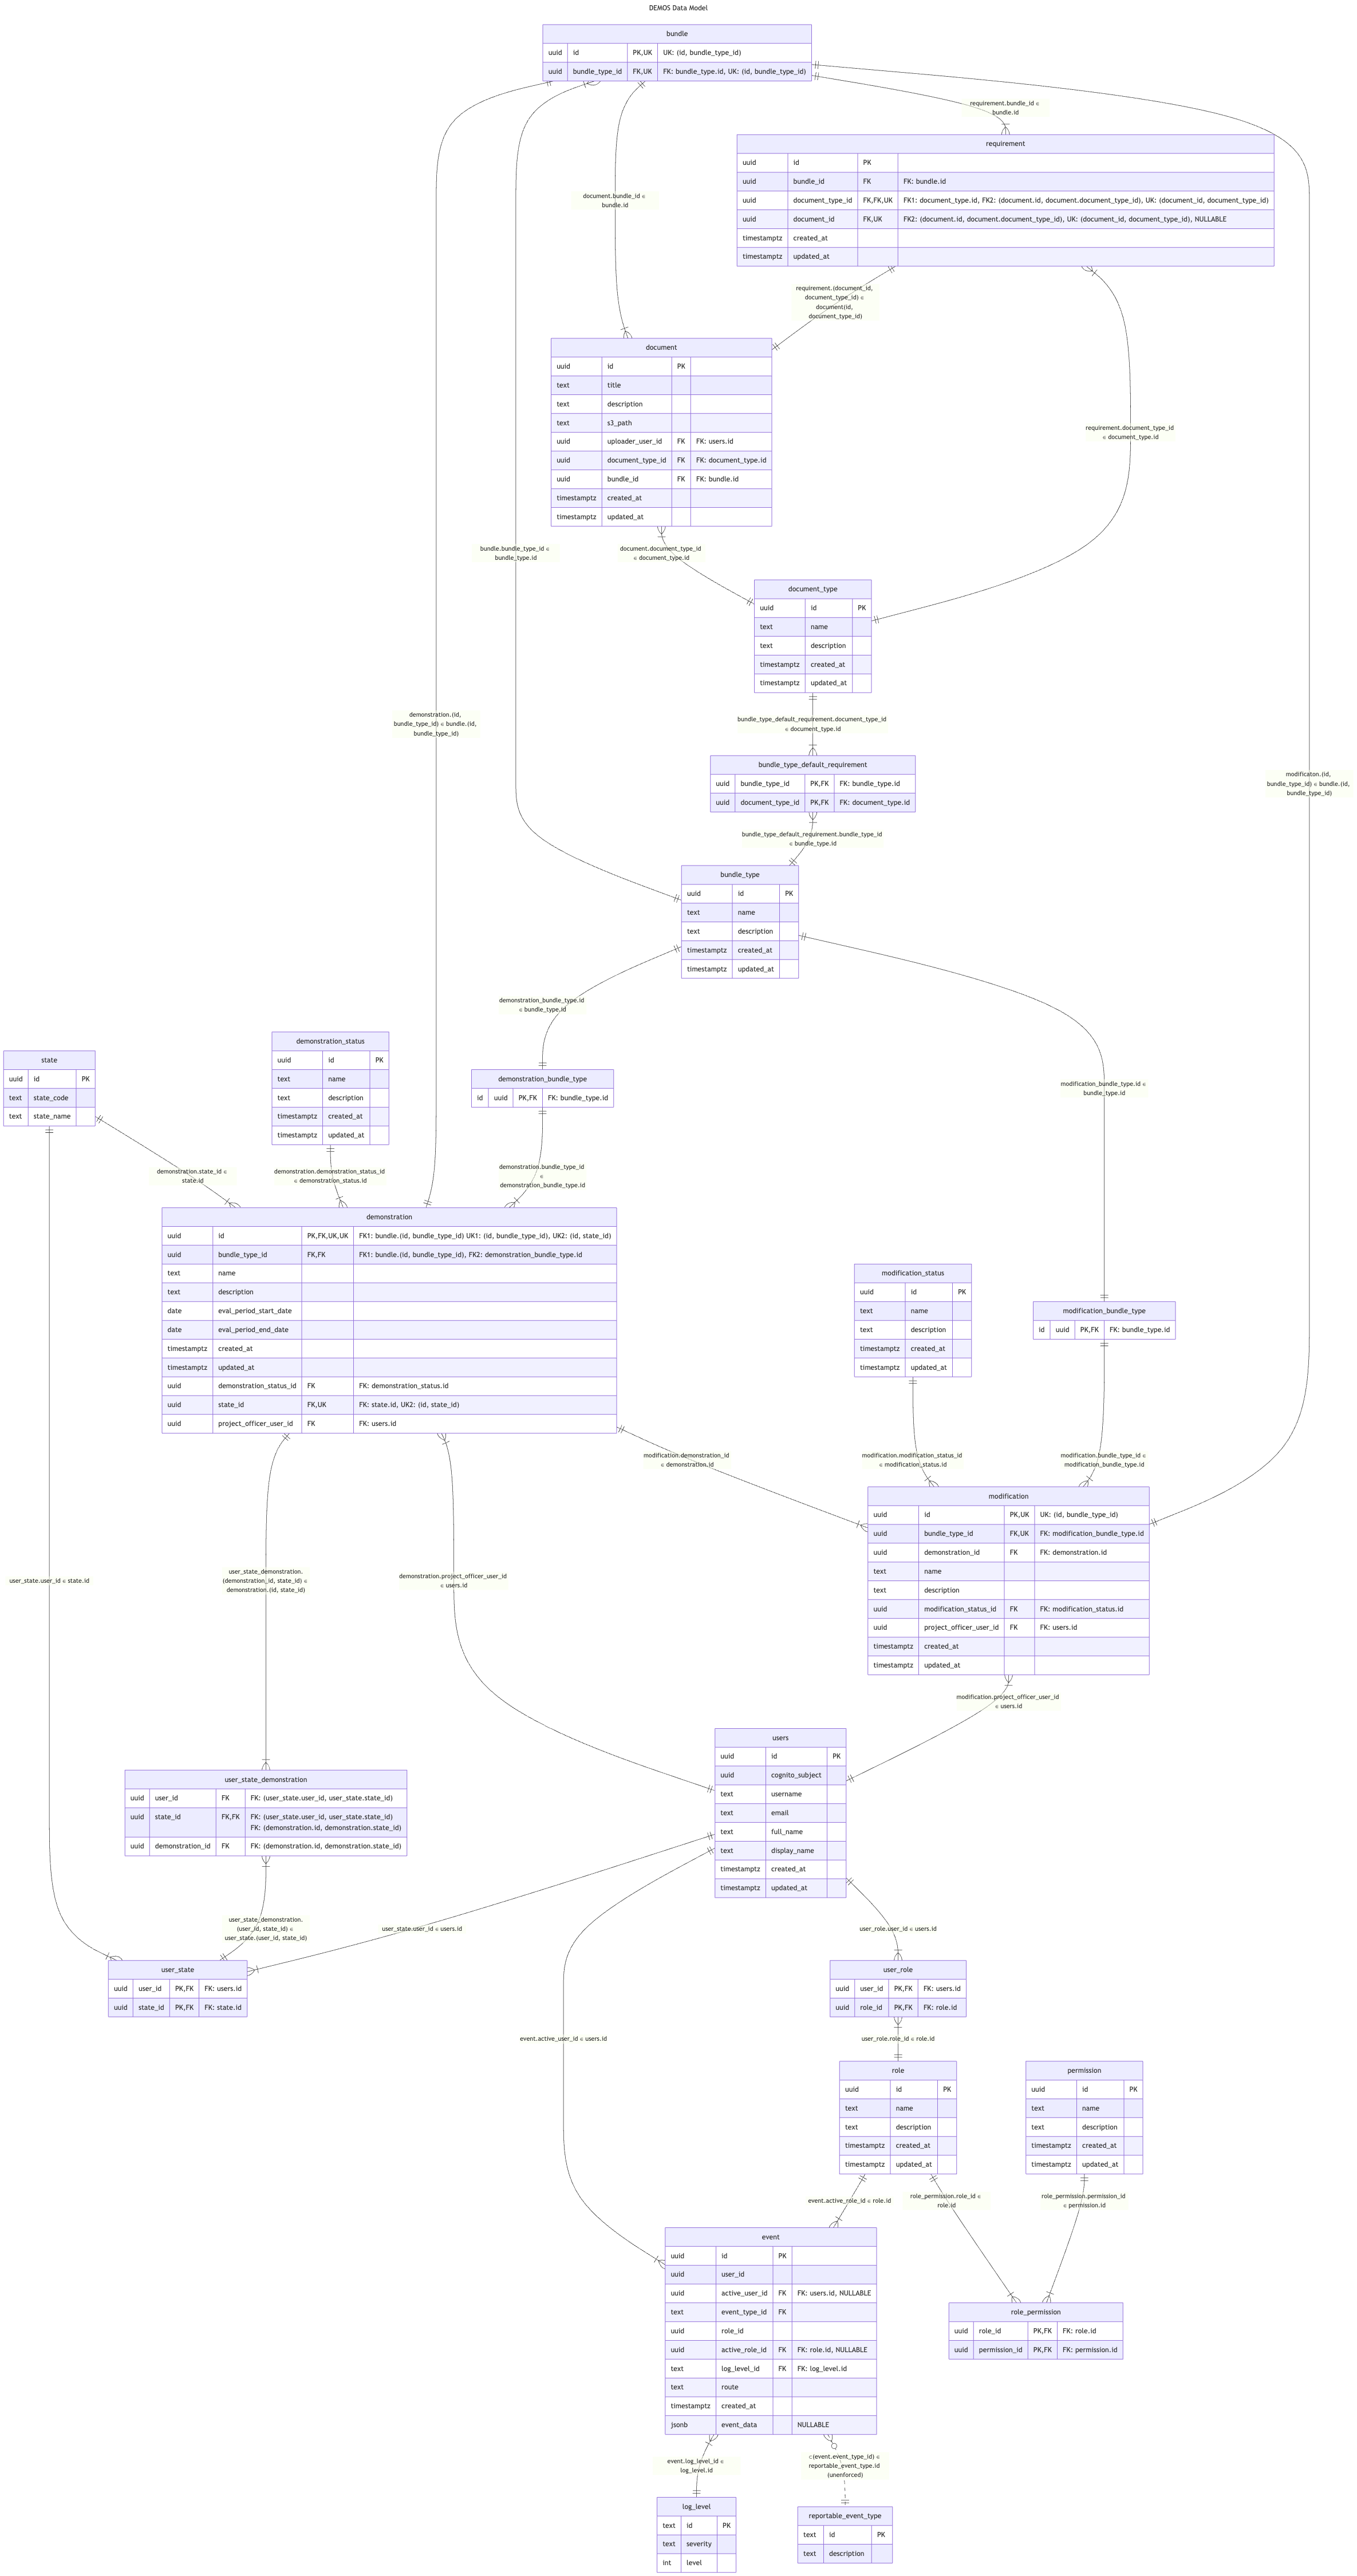 DEMOS Data Model
bundle
uuid id PK,UK UK: (id, bundle_type_id)
uuid bundle_type_id FK,UK FK: bundle_type.id, UK: (id, bundle_type_id)
requirement.bundle_id ∈
bundle.id
requirement
uuid id PK
uuid bundle_id FK FK: bundle.id
uuid document_type_id FK,FK,UK FK1: document_type.id, FK2: (document.id, document.document_type_id), UK: (document_id, document_type_id)
uuid document_id FK,UK FK2: (document.id, document.document_type_id), UK: (document_id, document_type_id), NULLABLE
timestamptz created_at
timestamptz updated_at
document.bundle_id ∈
bundle.id
requirement.(document_id,
document_type_id) ∈
document(id,
document_type_id)
document
uuid id PK
text title
text description
text s3_path
uuid uploader_user_id FK FK: users.id
uuid document_type_id FK FK: document_type.id
uuid bundle_id FK FK: bundle.id
timestamptz created_at
timestamptz updated_at
requirement.document_type_id
∈ document_type.id
bundle.bundle_type_id ∈
bundle_type.id
document.document_type_id
∈ document_type.id
document_type
uuid id PK
text name
text description
timestamptz created_at
timestamptz updated_at
demonstration.(id,
bundle_type_id) ∈ bundle.(id,
bundle_type_id)
bundle_type_default_requirement.document_type_id
∈ document_type.id
bundle_type_default_requirement
uuid bundle_type_id PK,FK FK: bundle_type.id
uuid document_type_id PK,FK FK: document_type.id
modificaton.(id,
bundle_type_id) ∈ bundle.(id,
bundle_type_id)
bundle_type_default_requirement.bundle_type_id
∈ bundle_type.id
bundle_type
uuid id PK
text name
text description
timestamptz created_at
timestamptz updated_at
demonstration_bundle_type.id
∈ bundle_type.id
state
uuid id PK
text state_code
text state_name
demonstration_status
uuid id PK
text name
text description
timestamptz created_at
timestamptz updated_at
demonstration_bundle_type
id uuid PK,FK FK: bundle_type.id
modification_bundle_type.id ∈
bundle_type.id
demonstration.state_id ∈
state.id
demonstration.demonstration_status_id
∈ demonstration_status.id
demonstration.bundle_type_id
∈
demonstration_bundle_type.id
demonstration
uuid id PK,FK,UK,UK FK1: bundle.(id, bundle_type_id) UK1: (id, bundle_type_id), UK2: (id, state_id)
uuid bundle_type_id FK,FK FK1: bundle.(id, bundle_type_id), FK2: demonstration_bundle_type.id
text name
text description
date eval_period_start_date
date eval_period_end_date
timestamptz created_at
timestamptz updated_at
uuid demonstration_status_id FK FK: demonstration_status.id
uuid state_id FK,UK FK: state.id, UK2: (id, state_id)
uuid project_officer_user_id FK FK: users.id
modification_status
uuid id PK
text name
text description
timestamptz created_at
timestamptz updated_at
modification_bundle_type
id uuid PK,FK FK: bundle_type.id
modification.demonstration_id
∈ demonstration.id
modification.modification_status_id
∈ modification_status.id
modification.bundle_type_id ∈
modification_bundle_type.id
modification
uuid id PK,UK UK: (id, bundle_type_id)
uuid bundle_type_id FK,UK FK: modification_bundle_type.id
uuid demonstration_id FK FK: demonstration.id
text name
text description
uuid modification_status_id FK FK: modification_status.id
uuid project_officer_user_id FK FK: users.id
timestamptz created_at
timestamptz updated_at
user_state.user_id ∈ state.id
user_state_demonstration.
(demonstration_id, state_id) ∈
demonstration.(id, state_id)
demonstration.project_officer_user_id
∈ users.id
modification.project_officer_user_id
∈ users.id
users
uuid id PK
uuid cognito_subject
text username
text email
text full_name
text display_name
timestamptz created_at
timestamptz updated_at
user_state_demonstration
uuid user_id FK FK: (user_state.user_id, user_state.state_id)
uuid state_id FK,FK FK: (user_state.user_id, user_state.state_id)
FK: (demonstration.id, demonstration.state_id)
uuid demonstration_id FK FK: (demonstration.id, demonstration.state_id)
user_state_demonstration.
(user_id, state_id) ∈
user_state.(user_id, state_id)
user_state.user_id ∈ users.id
user_role.user_id ∈ users.id
user_state
uuid user_id PK,FK FK: users.id
uuid state_id PK,FK FK: state.id
user_role
uuid user_id PK,FK FK: users.id
uuid role_id PK,FK FK: role.id
event.active_user_id ∈ users.id
user_role.role_id ∈ role.id
role
uuid id PK
text name
text description
timestamptz created_at
timestamptz updated_at
permission
uuid id PK
text name
text description
timestamptz created_at
timestamptz updated_at
event.active_role_id ∈ role.id
role_permission.role_id ∈
role.id
role_permission.permission_id
∈ permission.id
event
uuid id PK
uuid user_id
uuid active_user_id FK FK: users.id, NULLABLE
text event_type_id FK
uuid role_id
uuid active_role_id FK FK: role.id, NULLABLE
text log_level_id FK FK: log_level.id
text route
timestamptz created_at
jsonb event_data NULLABLE
role_permission
uuid role_id PK,FK FK: role.id
uuid permission_id PK,FK FK: permission.id
event.log_level_id ∈
log_level.id
⊂(event.event_type_id) ∈
reportable_event_type.id
(unenforced)
log_level
text id PK
text severity
int level
reportable_event_type
text id PK
text description